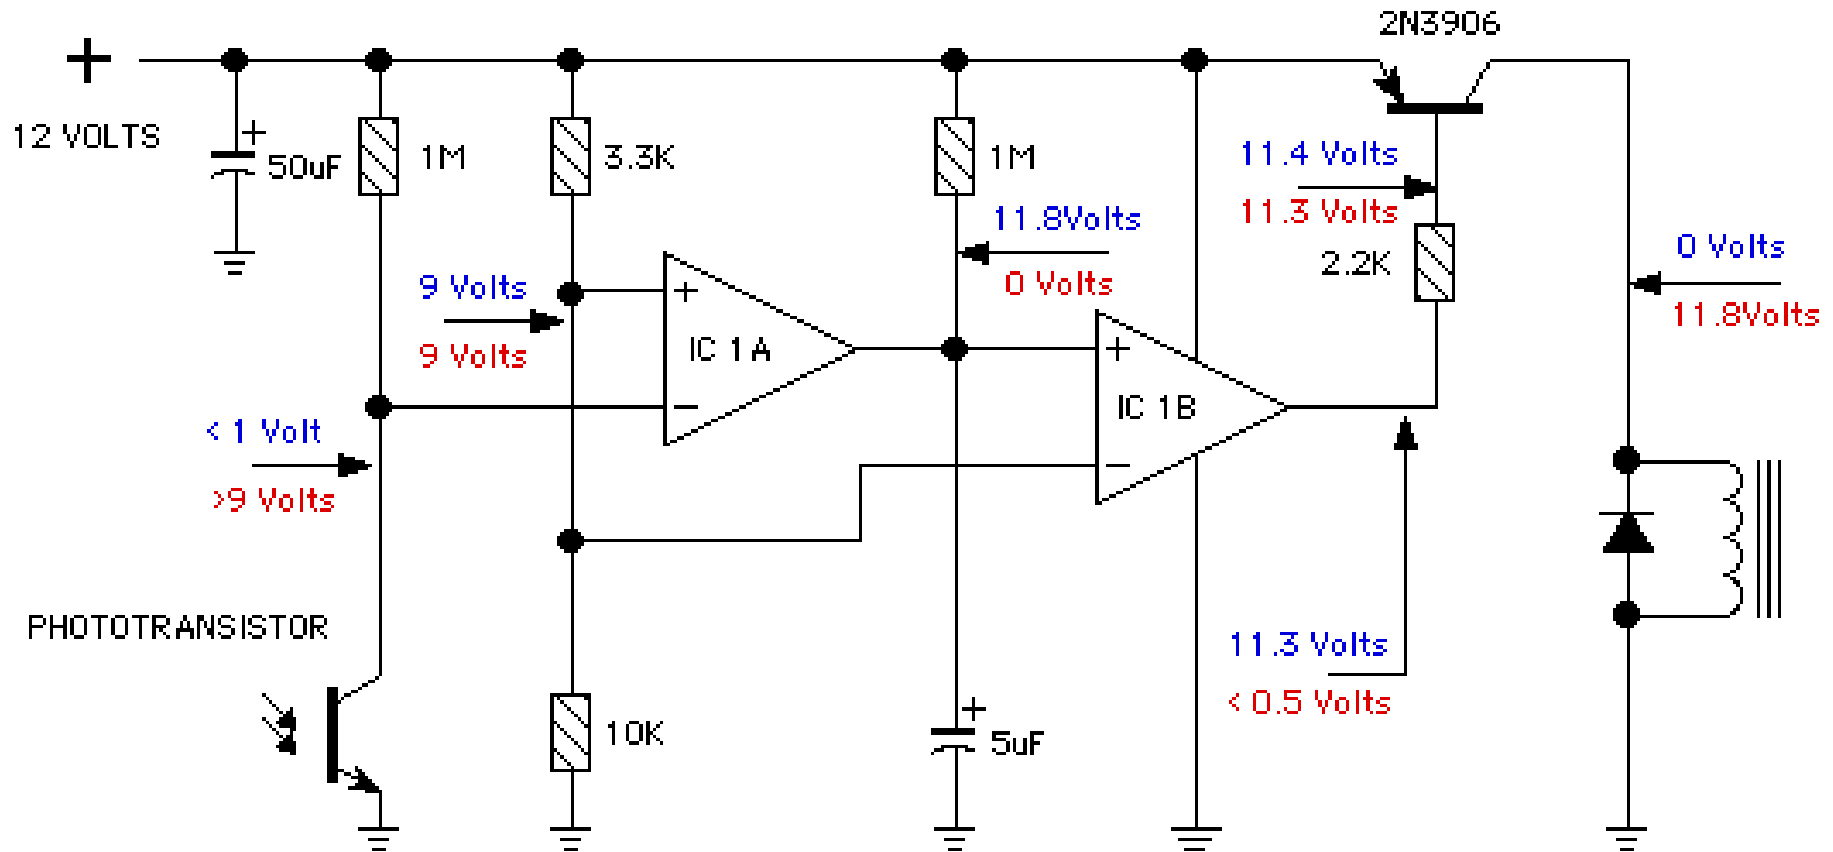 2N3906
+
12 VOLTS
+
50uF
1M
3.3K
1M
11.4 Volts
11.3 Volts
11.8Volts
0 Volts
2.2K
0 Volts
11.8Volts
9 Volts
9 Volts
+
IC 1A
−
+
IC 1B
−
< 1 Volt
>9 Volts
PHOTOTRANSISTOR
10K
+
5uF
11.3 Volts
< 0.5 Volts